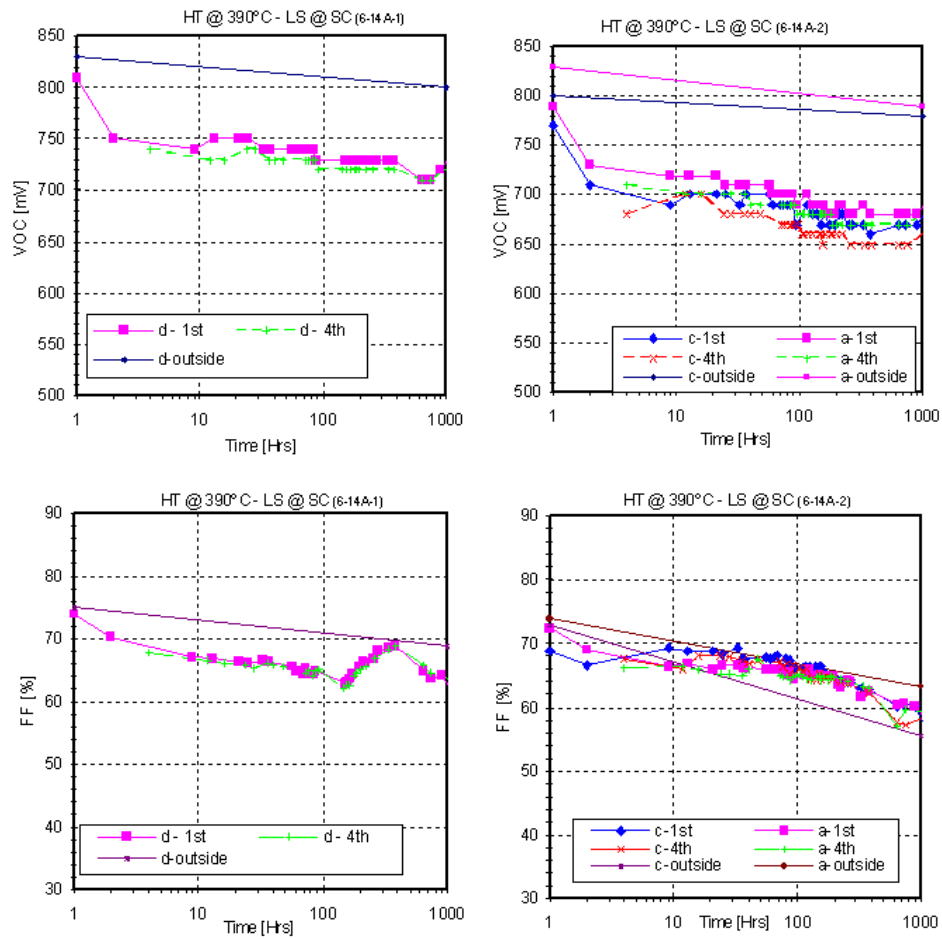 HT @ 390°C - LS @ SC (6-14 A-1)
850
800
750
700
650
600
550
500
VOC [mV]
d - 1st
d - 4th
d-outside
1
10
100
1000
Time [Hrs]
HT @ 390°C - LS @ SC (6-14 A-2)
850
800
750
700
650
600
550
500
VOC [mV]
c-1st
a-1st
c-4th
a-4th
c-outside
a-outside
1
10
100
1000
Time [Hrs]
HT @ 390°C - LS @ SC (6-14A-1)
90
80
70
60
50
40
30
FF [%]
d - 1st
d - 4th
d-outside
1
10
100
1000
Time [Hrs]
HT @ 390°C - LS @ SC (6-14A-2)
90
80
70
60
50
40
30
FF [%]
c-1st
a-1st
c-4th
a-4th
c-outside
a-outside
1
10
100
1000
Time [Hrs]